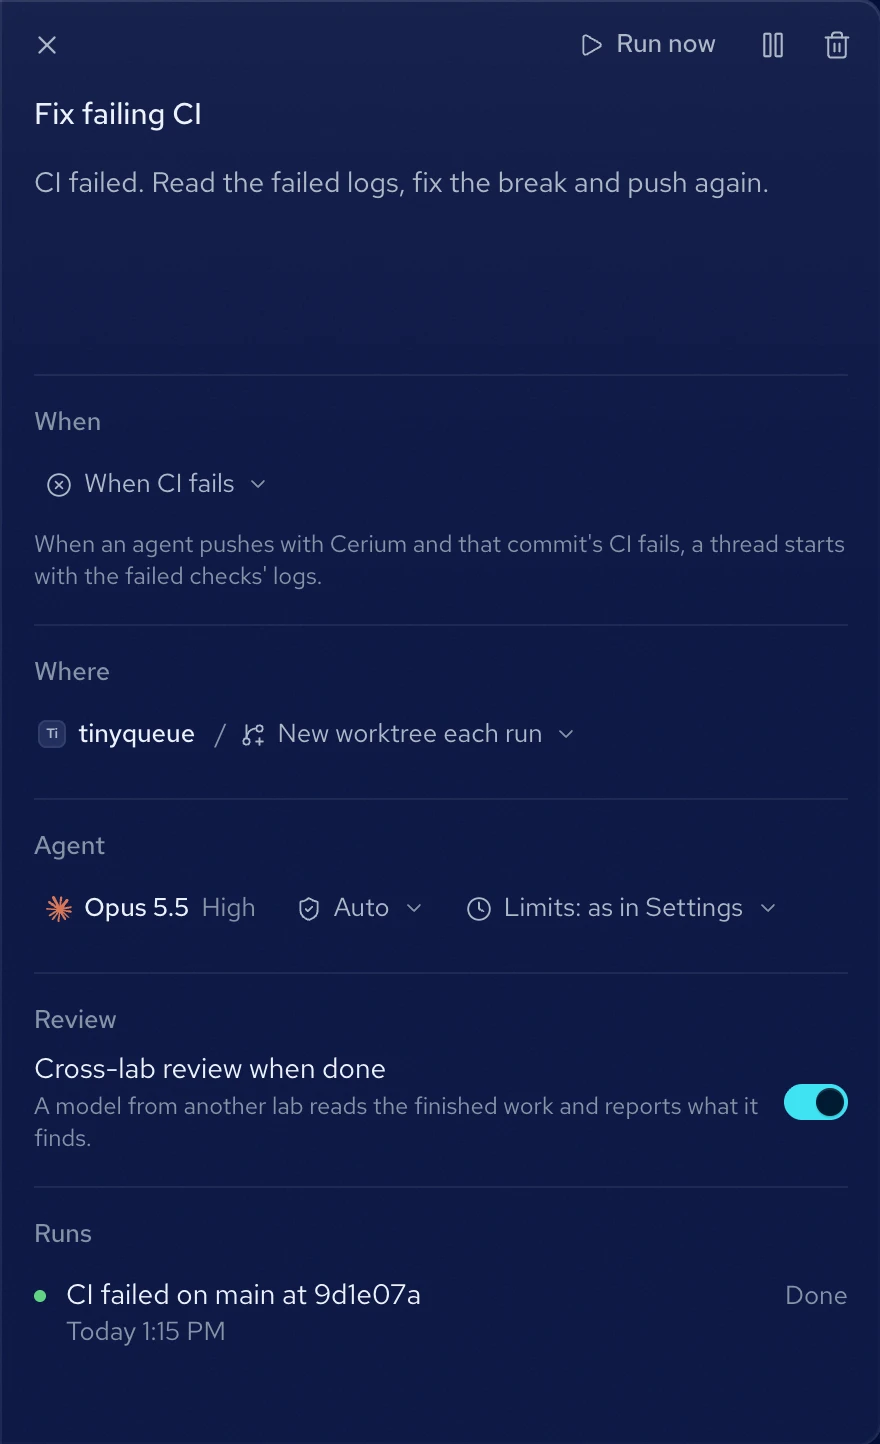 Run now
Fix failing CI
CI failed. Read the failed logs, fix the break and push again.
When
When CI fails
When an agent pushes with Cerium and that commit's CI fails, a thread starts
with the failed checks' logs.
Where
Ti tinyqueue / New worktree each run
Agent
Opus 5.5 High Auto Limits: as in Settings
Review
Cross-lab review when done
A model from another lab reads the finished work and reports what it
finds.
Runs
CI failed on main at 9d1e07a Done
Today 1:15 PM